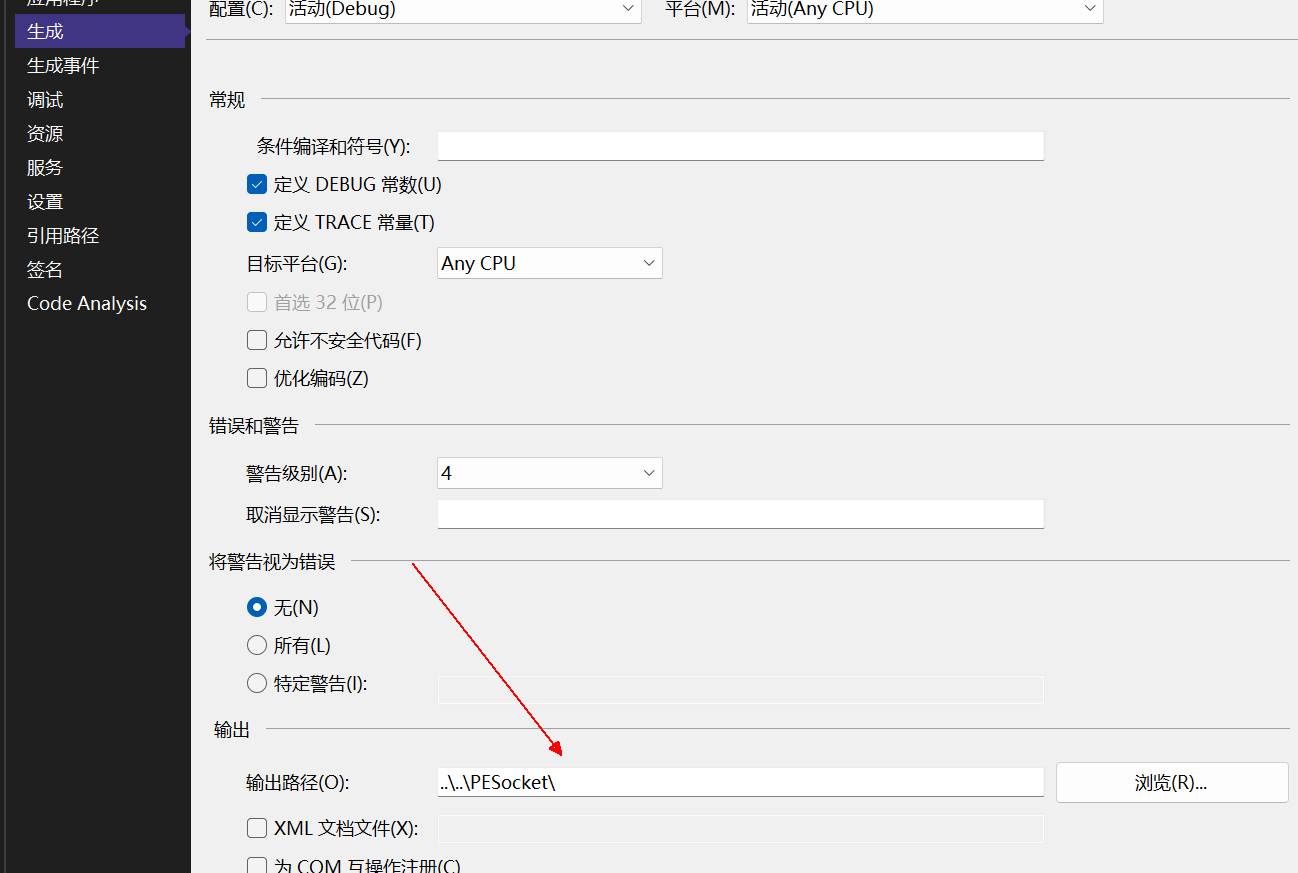 应用程序
生成
生成事件
调试
资源
服务
设置
引用路径
签名
Code Analysis
配置(C): 活动(Debug) 平台(M): 活动(Any CPU)
常规
条件编译和符号(Y):
定义 DEBUG 常数(U)
定义 TRACE 常量(T)
目标平台(G): Any CPU
首选 32 位(P)
允许不安全代码(F)
优化编码(Z)
错误和警告
警告级别(A): 4
取消显示警告(S):
将警告视为错误
无(N)
所有(L)
特定警告(I):
输出
输出路径(O): ..\..\PESocket\ 浏览(R)...
XML 文档文件(X):
为 COM 互操作注册(C)